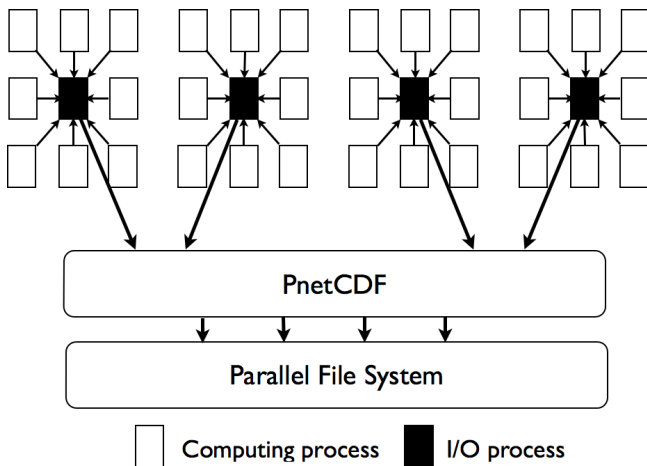 PnetCDF
Parallel File System
Computing process
I/O process